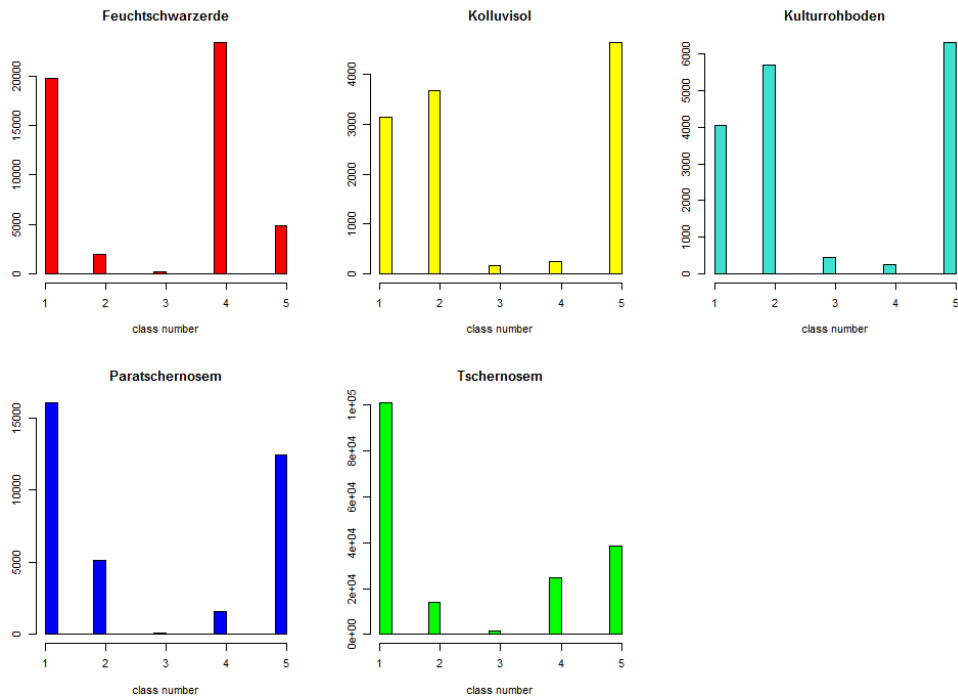 Feuchtschwarzerde
20000
15000
10000
5000
0
1 2 3 4 5
class number
Kolluvisol
4000
3000
2000
1000
0
1 2 3 4 5
class number
Kulturrohboden
6000
5000
4000
3000
2000
1000
0
1 2 3 4 5
class number
Paratschernosem
15000
10000
5000
0
1 2 3 4 5
class number
Tschernosem
1e+05
8e+04
6e+04
4e+04
2e+04
0e+00
1 2 3 4 5
class number